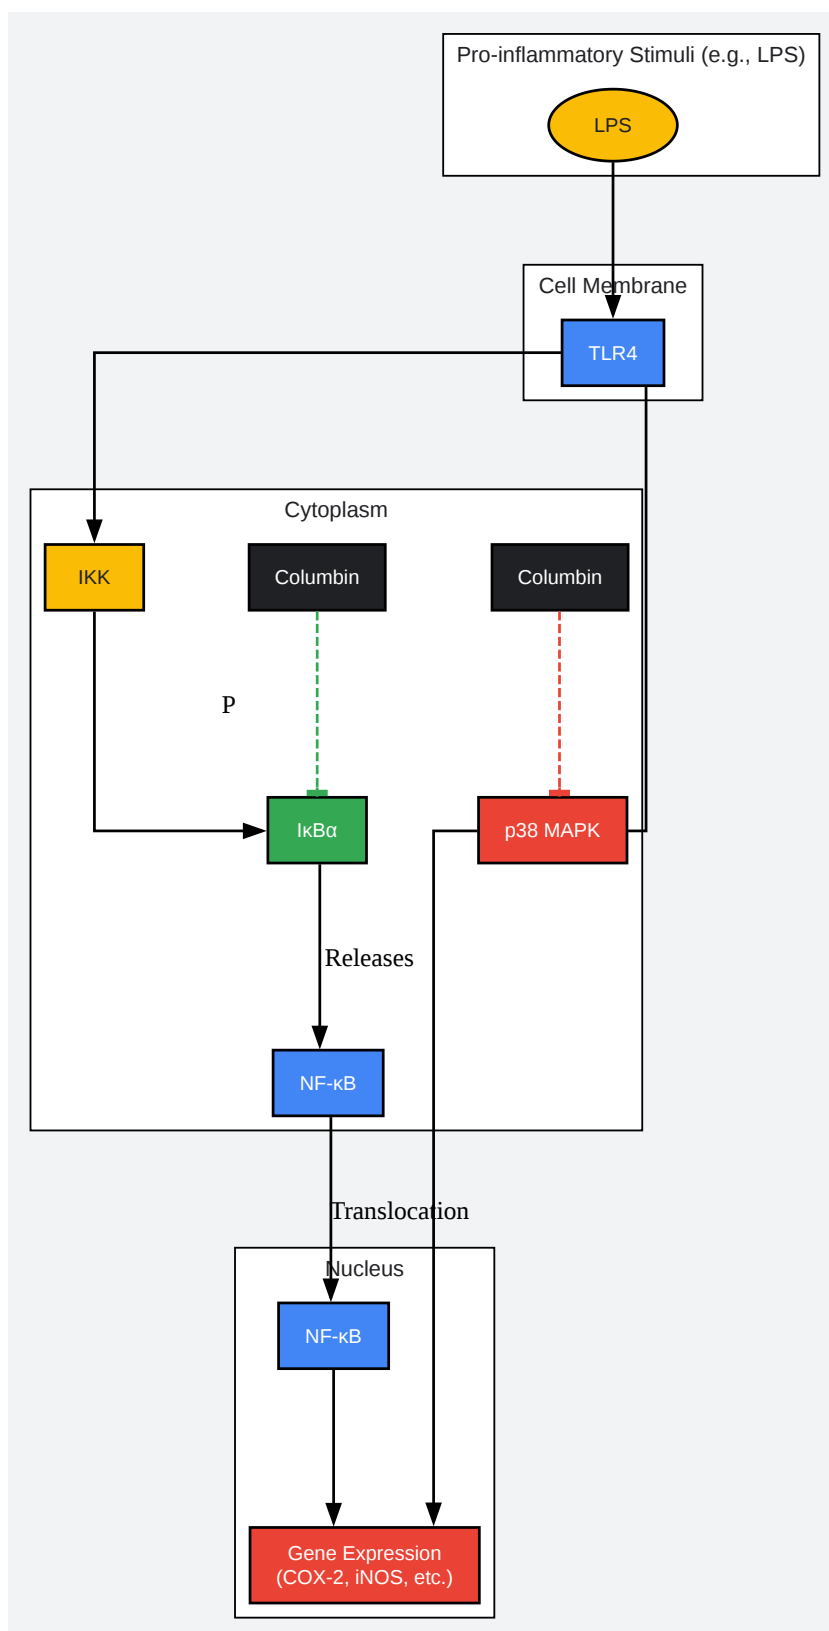 Pro-inflammatory Stimuli (e.g., LPS)
LPS
Cell Membrane
TLR4
Cytoplasm
IKK
Columbin
Columbin
P
IκBα
p38 MAPK
Releases
NF-κB
Translocation
Nucleus
NF-κB
Gene Expression
(COX-2, iNOS, etc.)